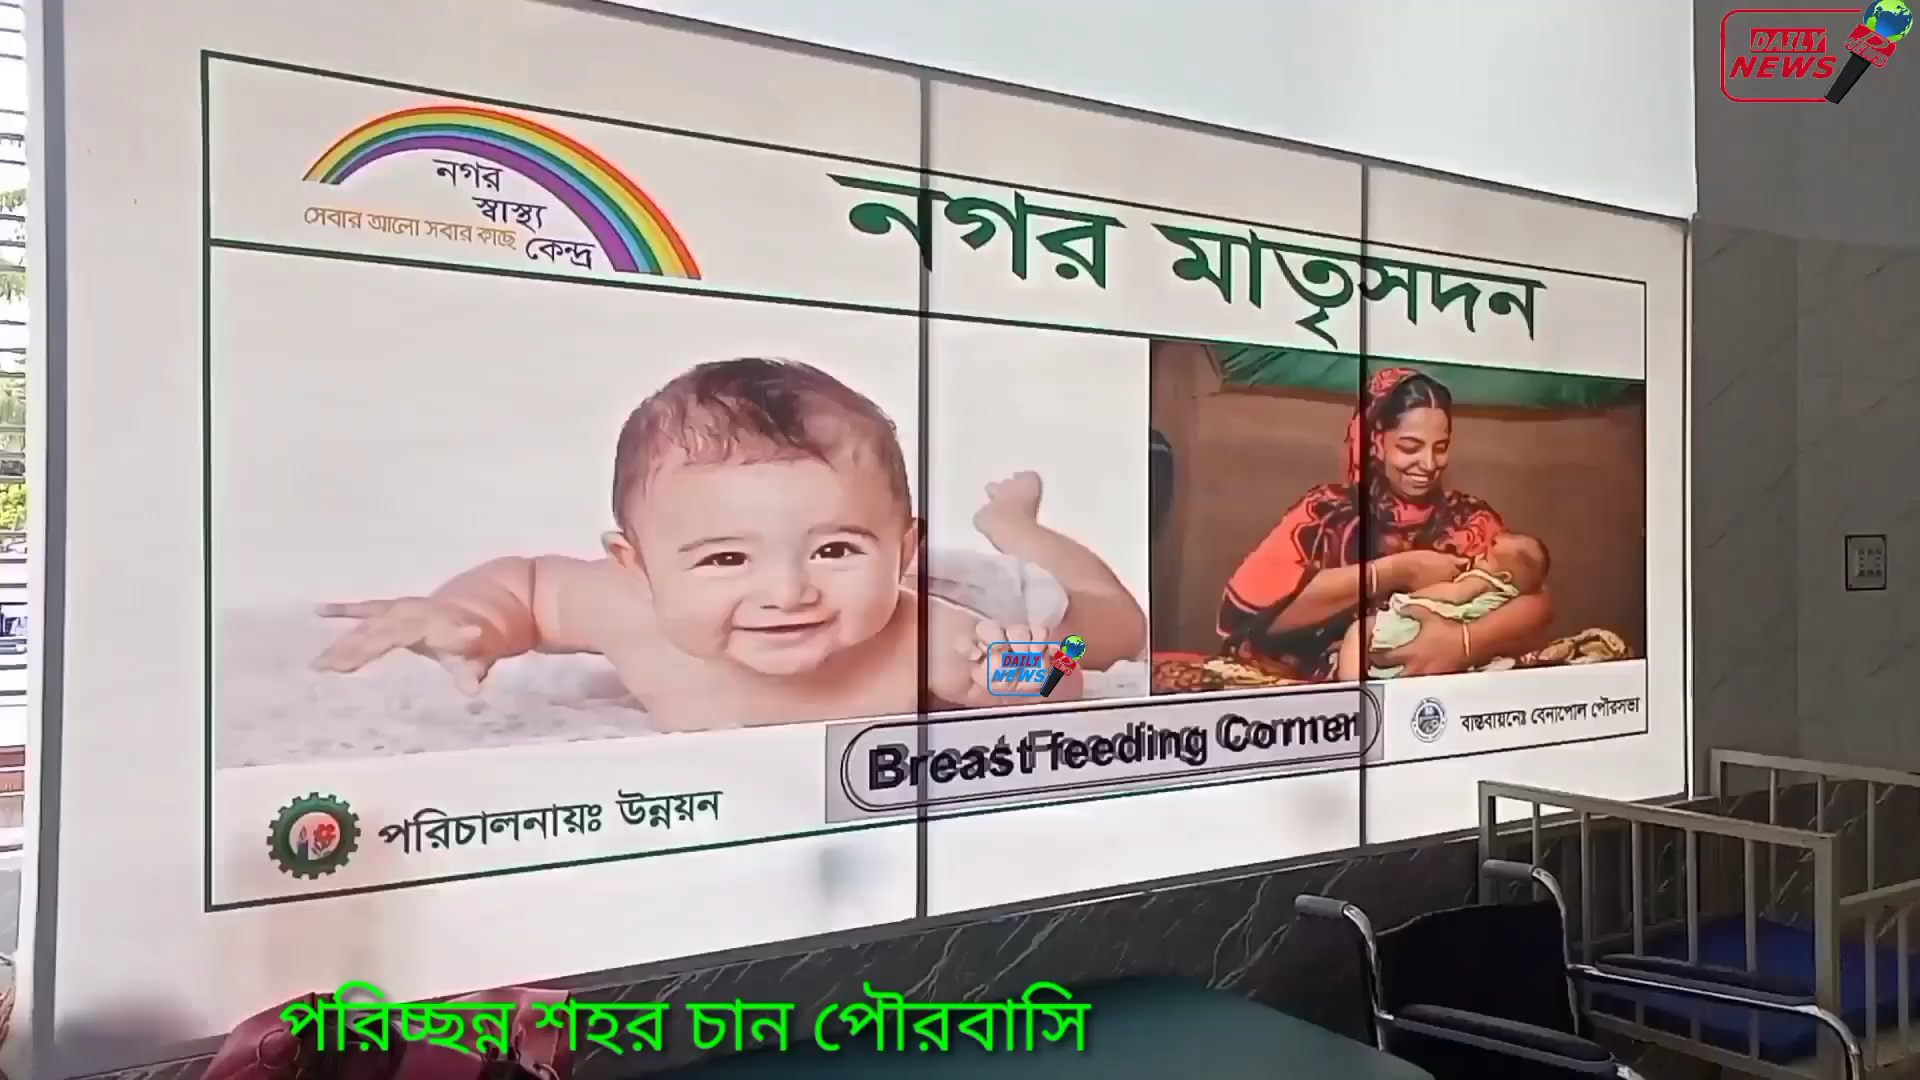 DAILY
NEWS
NEWS
নগর
স্বাস্থ্য
কেন্দ্র
সেবার আলো সবার কাছে
নগর মাতৃসদন
DAILY
NEWS
Breast feeding Corner
বাস্তবায়নেঃ বেনাপোল পৌরসভা
পরিচালনায়ঃ উন্নয়ন
পরিচ্ছন্ন শহর চান পৌরবাসি